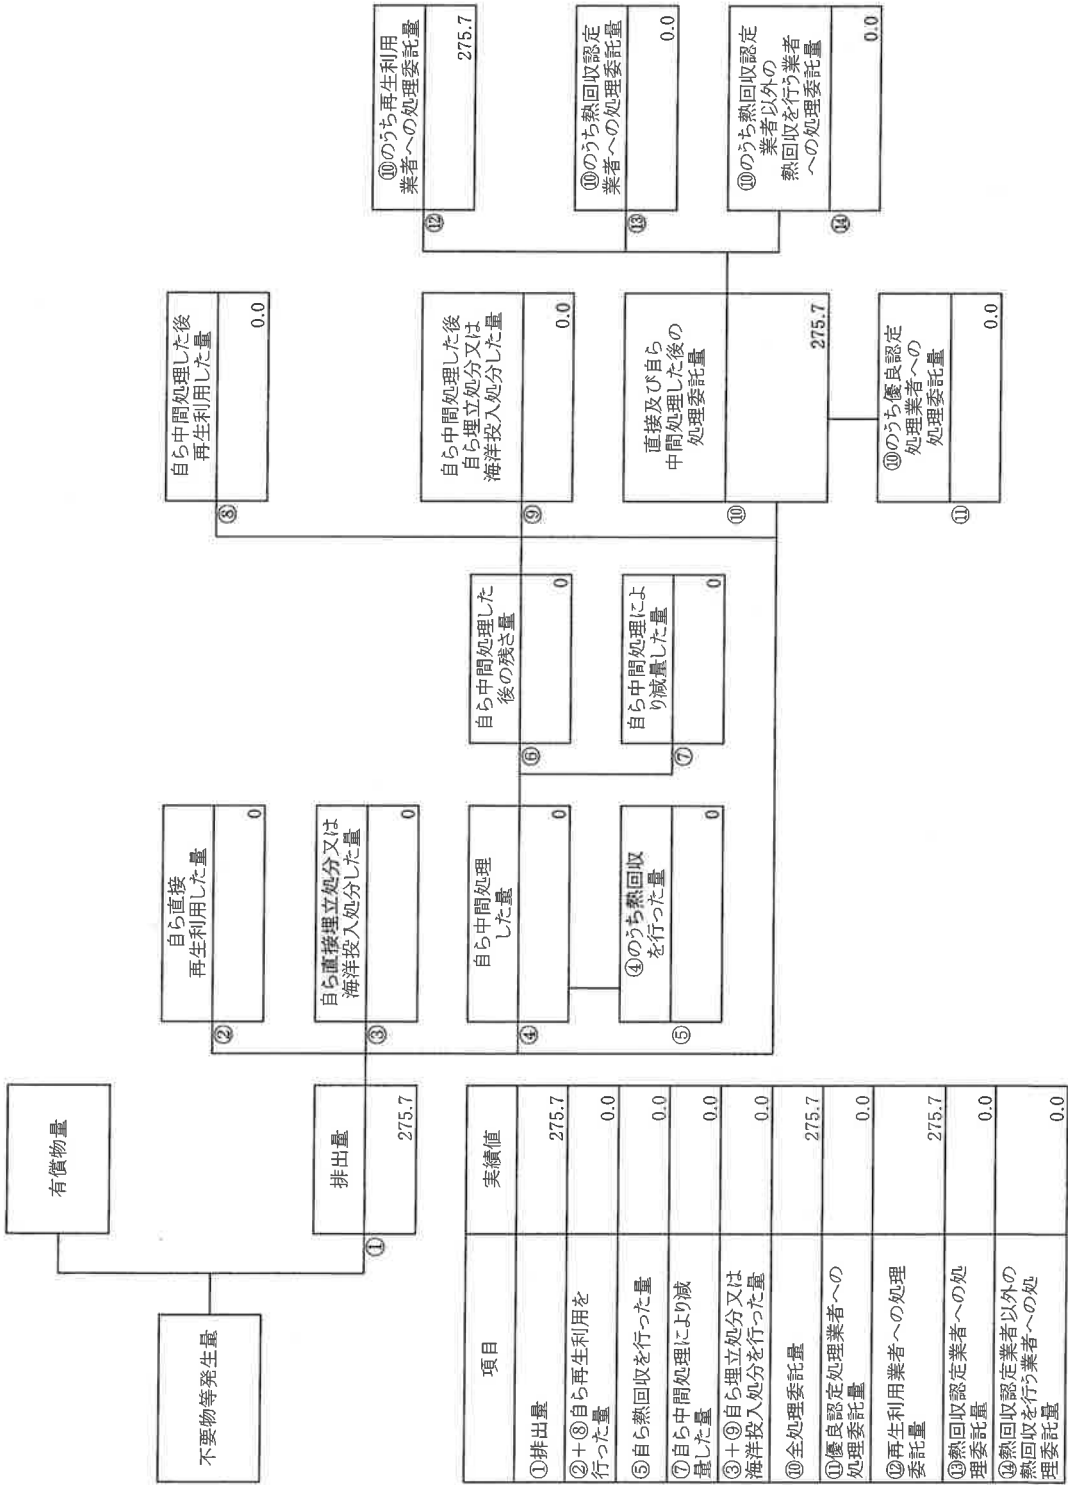 不要物等発生量
有償物量
①
排出量
275.7
②
自ら直接
再生利用した量
0
③
自ら直接埋立処分又は
海洋投入処分した量
0
④
自ら中間処理
した量
0
⑤
④のうち熱回収
を行った量
0
⑥
自ら中間処理した
後の残さ量
0
⑦
自ら中間処理によ
り減量した量
0
⑧
自ら中間処理した後
再生利用した量
0.0
⑨
自ら中間処理した後
自ら埋立処分又は
海洋投入処分した量
0.0
⑩
直接及び自ら
中間処理した後の
処理委託量
275.7
⑪
⑩のうち優良認定
処理業者への
処理委託量
0.0
⑫
⑩のうち再生利用
業者への処理委託量
275.7
⑬
⑩のうち熱回収認定
業者への処理委託量
0.0
⑭
⑩のうち熱回収認定
業者以外の
熱回収を行う業者
への処理委託量
0.0
項目 実績値
①排出量 275.7
②+⑧自ら再生利用を
行った量 0.0
⑤自ら熱回収を行った量 0.0
⑦自ら中間処理により減
量した量 0.0
③+⑨自ら埋立処分又は
海洋投入処分を行った量 0.0
⑩全処理委託量 275.7
⑪優良認定処理業者への
処理委託量 0.0
⑫再生利用業者への処理
委託量 275.7
⑬熱回収認定業者への処
理委託量 0.0
⑭熱回収認定業者以外の
熱回収を行う業者への処
理委託量 0.0